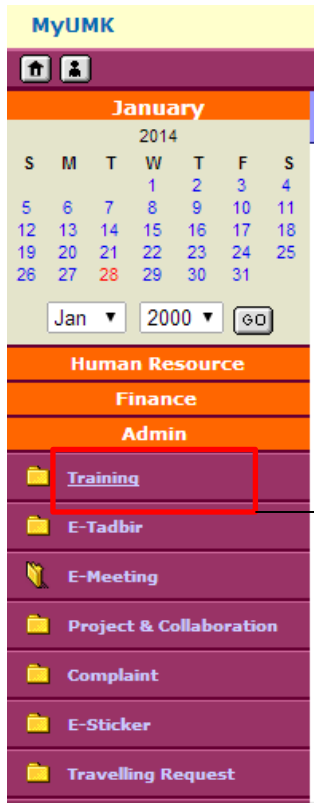 MyUMK
January
2014
S M T W T F S
1 2 3 4
5 6 7 8 9 10 11
12 13 14 15 16 17 18
19 20 21 22 23 24 25
26 27 28 29 30 31
Jan 2000 GO
Human Resource
Finance
Admin
Training
E-Tadbir
E-Meeting
Project & Collaboration
Complaint
E-Sticker
Travelling Request